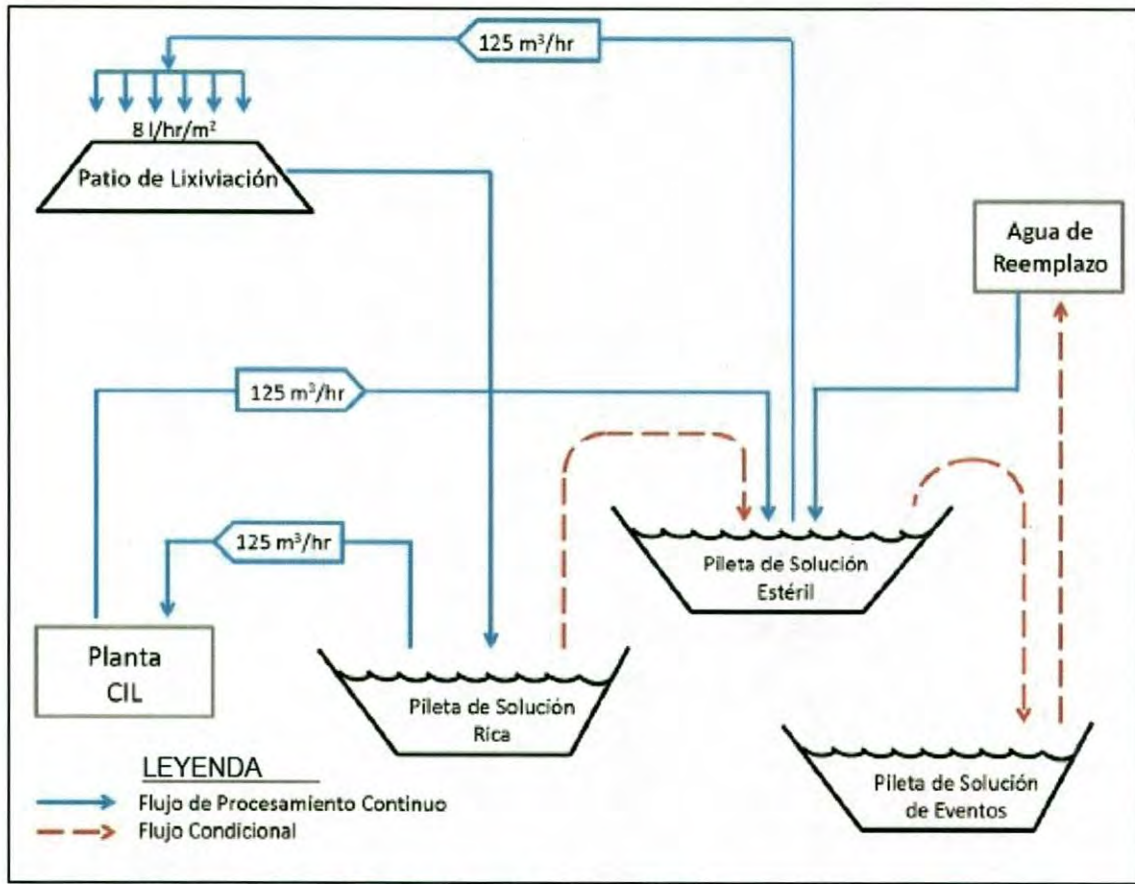 125 m³/hr
8 l/hr/m²
Patio de Lixiviación
Agua de
Reemplazo
125 m³/hr
125 m³/hr
Pileta de Solución
Estéril
Planta
CIL
Pileta de Solución
Rica
Pileta de Solución
de Eventos
LEYENDA
Flujo de Procesamiento Continuo
Flujo Condicional